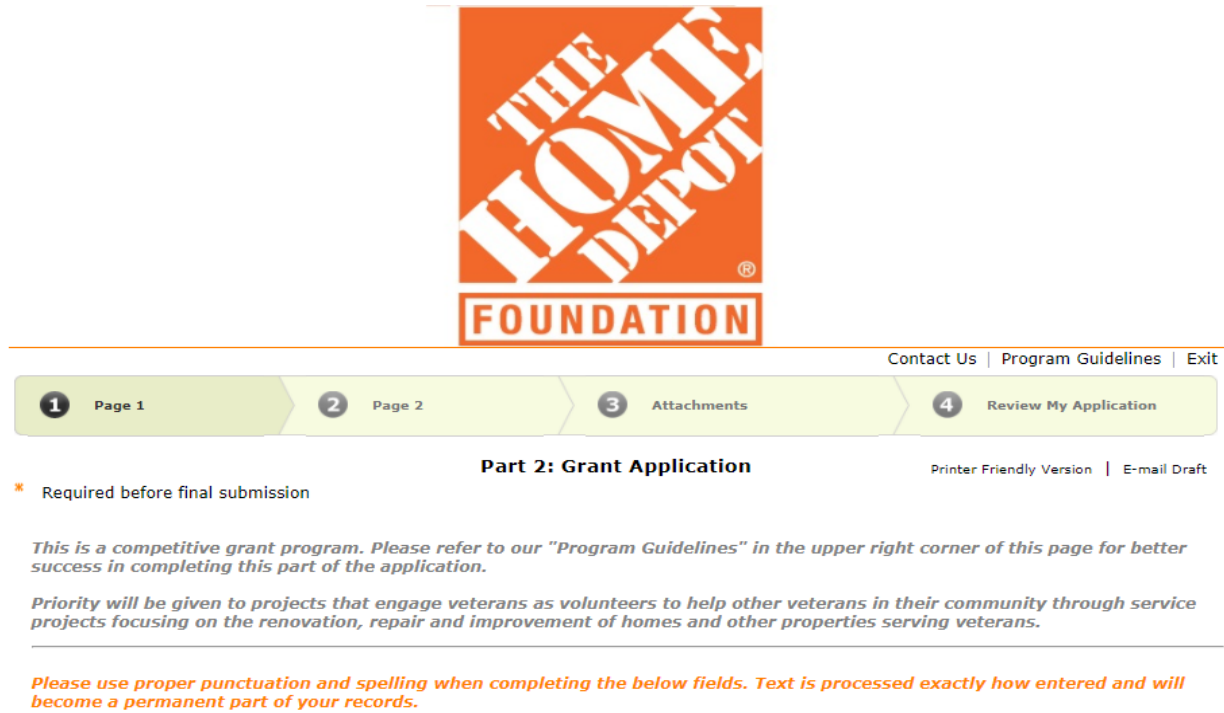 THE
HOME
DEPOT
®
FOUNDATION
Contact Us | Program Guidelines | Exit
1 Page 1 2 Page 2 3 Attachments 4 Review My Application
Part 2: Grant Application
Printer Friendly Version | E-mail Draft
* Required before final submission
This is a competitive grant program. Please refer to our "Program Guidelines" in the upper right corner of this page for better
success in completing this part of the application.
Priority will be given to projects that engage veterans as volunteers to help other veterans in their community through service
projects focusing on the renovation, repair and improvement of homes and other properties serving veterans.
Please use proper punctuation and spelling when completing the below fields. Text is processed exactly how entered and will
become a permanent part of your records.